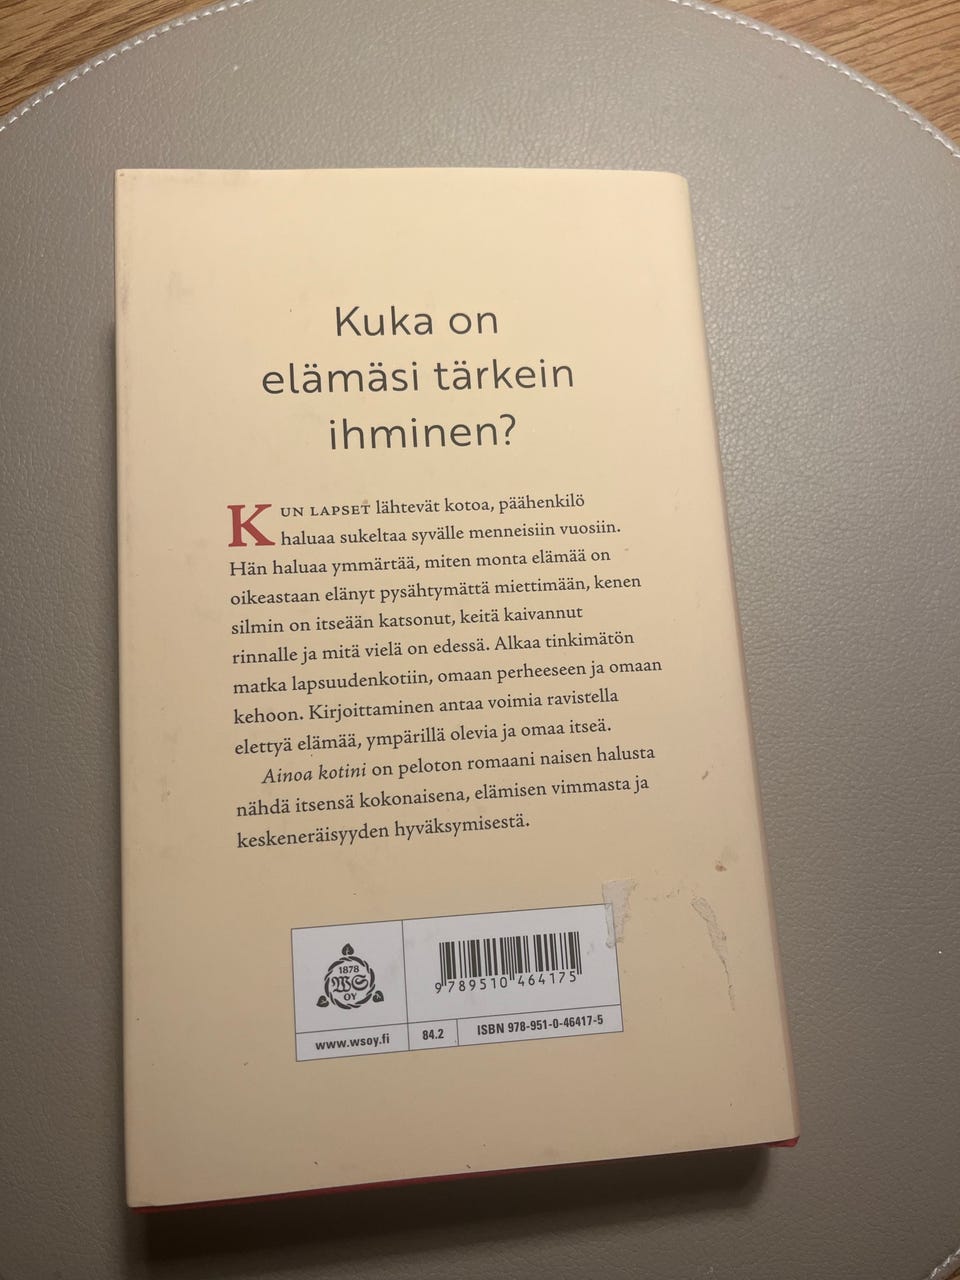 Kuka on
elämäsi tärkein
ihminen?
KUN LAPSET lähtevät kotoa, päähenkilö
haluaa sukeltaa syvälle menneisiin vuosiin.
Hän haluaa ymmärtää, miten monta elämää on
oikeastaan elänyt pysähtymättä miettimään, kenen
silmin on itseään katsonut, keitä kaivannut
rinnalle ja mitä vielä on edessä. Alkaa tinkimätön
matka lapsuudenkotiin, omaan perheeseen ja omaan
kehoon. Kirjoittaminen antaa voimia ravistella
elettyä elämää, ympärillä olevia ja omaa itseä.
Ainoa kotini on peloton romaani naisen halusta
nähdä itsensä kokonaisena, elämisen vimmasta ja
keskeneräisyyden hyväksymisestä.
1878
WS
OY
9 789510 464175
www.wsoy.fi
84.2
ISBN 978-951-0-46417-5